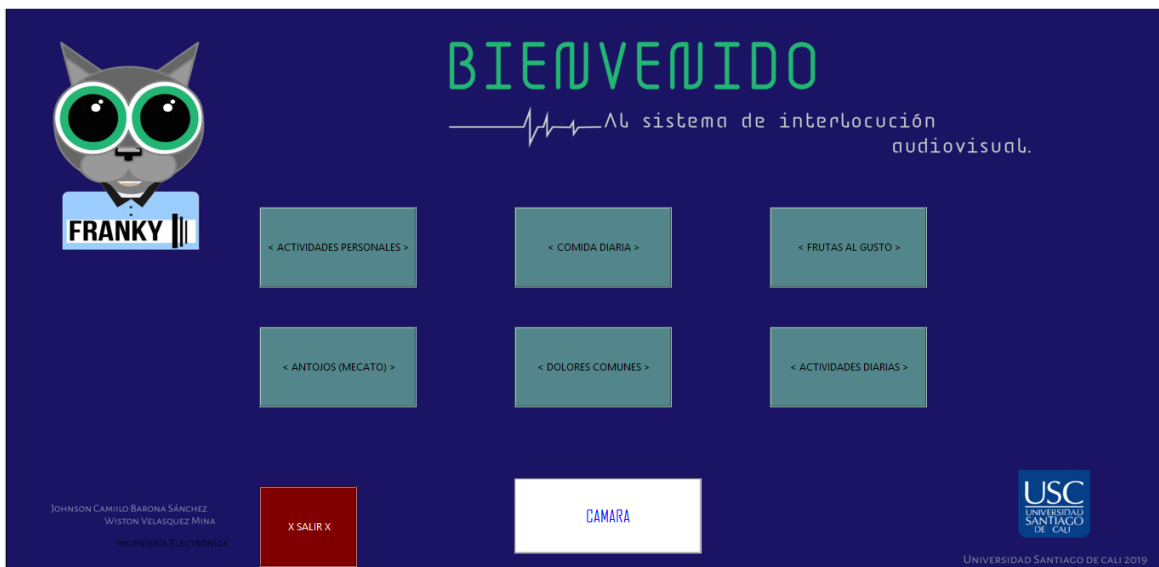 BIENVENIDO
Al sistema de interlocución
audiovisual.
FRANKY
< ACTIVIDADES PERSONALES >
< COMIDA DIARIA >
< FRUTAS AL GUSTO >
< ANTOJOS (MECATO) >
< DOLORES COMUNES >
< ACTIVIDADES DIARIAS >
Johnson Camiilo Barona Sánchez
Wiston Velasquez Mina
Ingeniería Electrónica
X SALIR X
CAMARA
USC
UNIVERSIDAD
SANTIAGO
DE CALI
Universidad Santiago de cali 2019